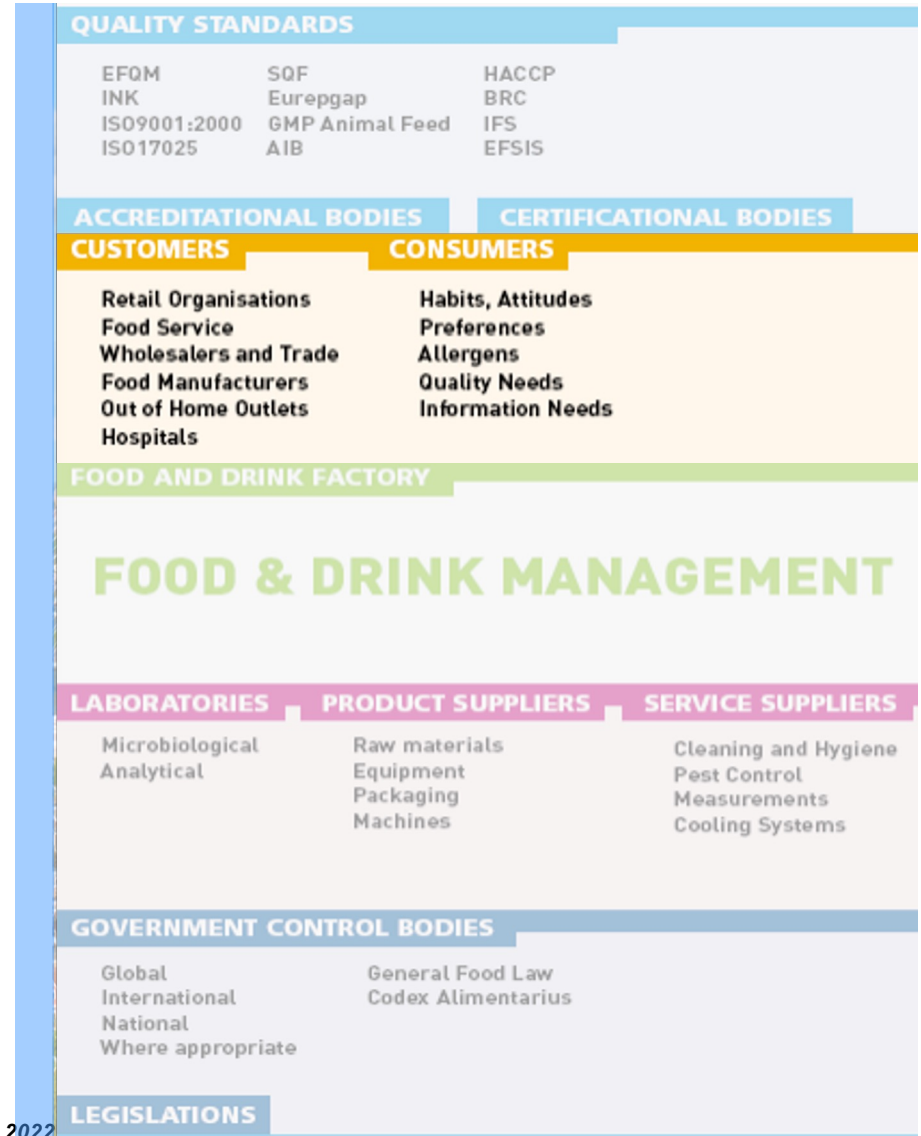 QUALITY STANDARDS
EFQM SQF HACCP
INK Eurepgap BRC
ISO9001:2000 GMP Animal Feed IFS
ISO17025 AIB EFSIS
ACCREDITATIONAL BODIES CERTIFICATIONAL BODIES
CUSTOMERS CONSUMERS
Retail Organisations Habits, Attitudes
Food Service Preferences
Wholesalers and Trade Allergens
Food Manufacturers Quality Needs
Out of Home Outlets Information Needs
Hospitals
FOOD AND DRINK FACTORY
FOOD & DRINK MANAGEMENT
LABORATORIES PRODUCT SUPPLIERS SERVICE SUPPLIERS
Microbiological Raw materials Cleaning and Hygiene
Analytical Equipment Pest Control
Packaging Measurements
Machines Cooling Systems
GOVERNMENT CONTROL BODIES
Global General Food Law
International Codex Alimentarius
National
Where appropriate
LEGISLATIONS
2022